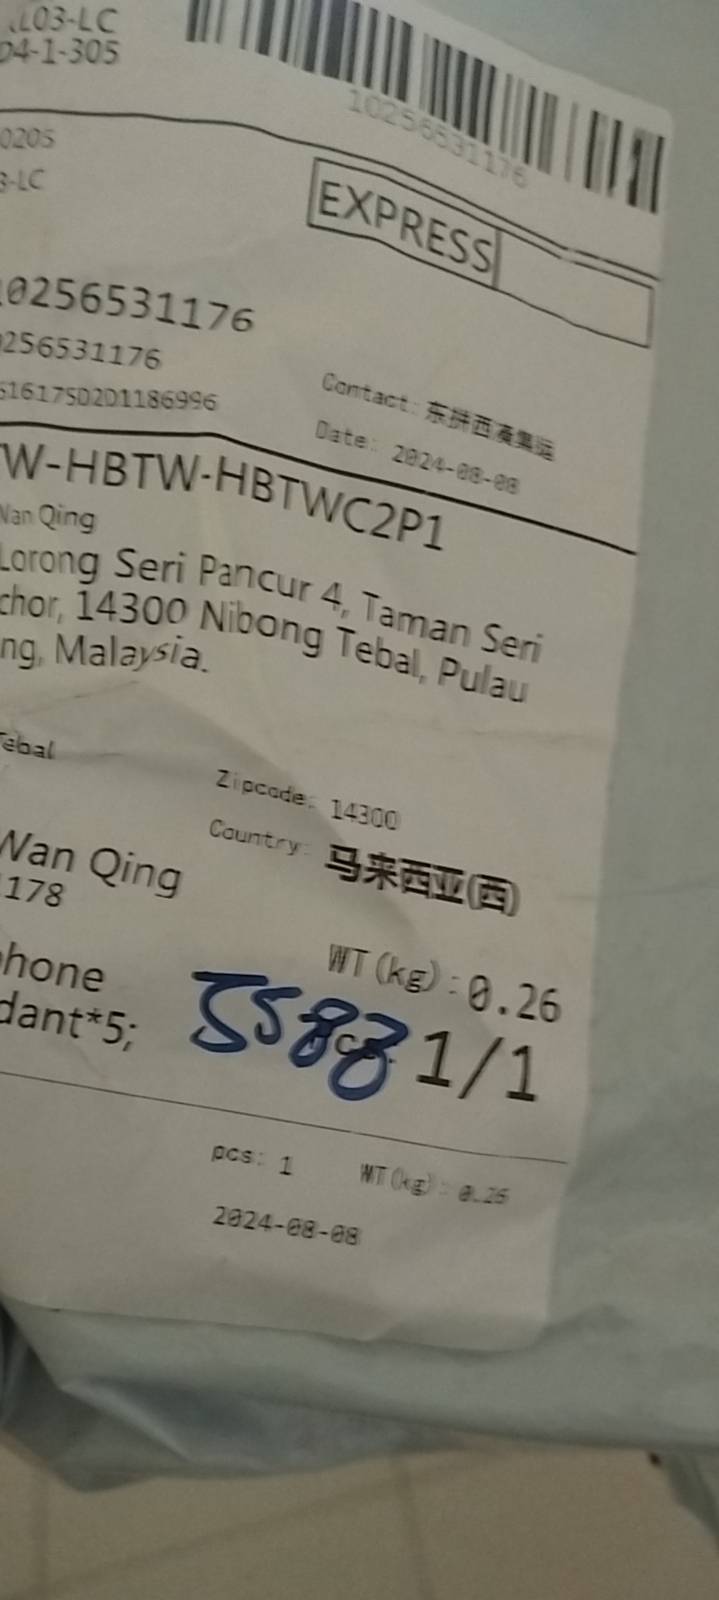 L03-LC
04-1-305
10256531176
0205
3-LC
EXPRESS
10256531176
0256531176
Contact: 东拼西凑集运
Date: 2024-08-08
W-HBTW-HBTWC2P1
Wan Qing
Lorong Seri Pancur 4, Taman Seri
chor, 14300 Nibong Tebal, Pulau
ng, Malaysia.
Tebal
Zipcode: 14300
Country: 马来西亚(西)
Wan Qing
1178
WT(kg):0.26
hone
dant*5;
5588
1/1
pcs: 1 WT(kg): 0.26
2024-08-08